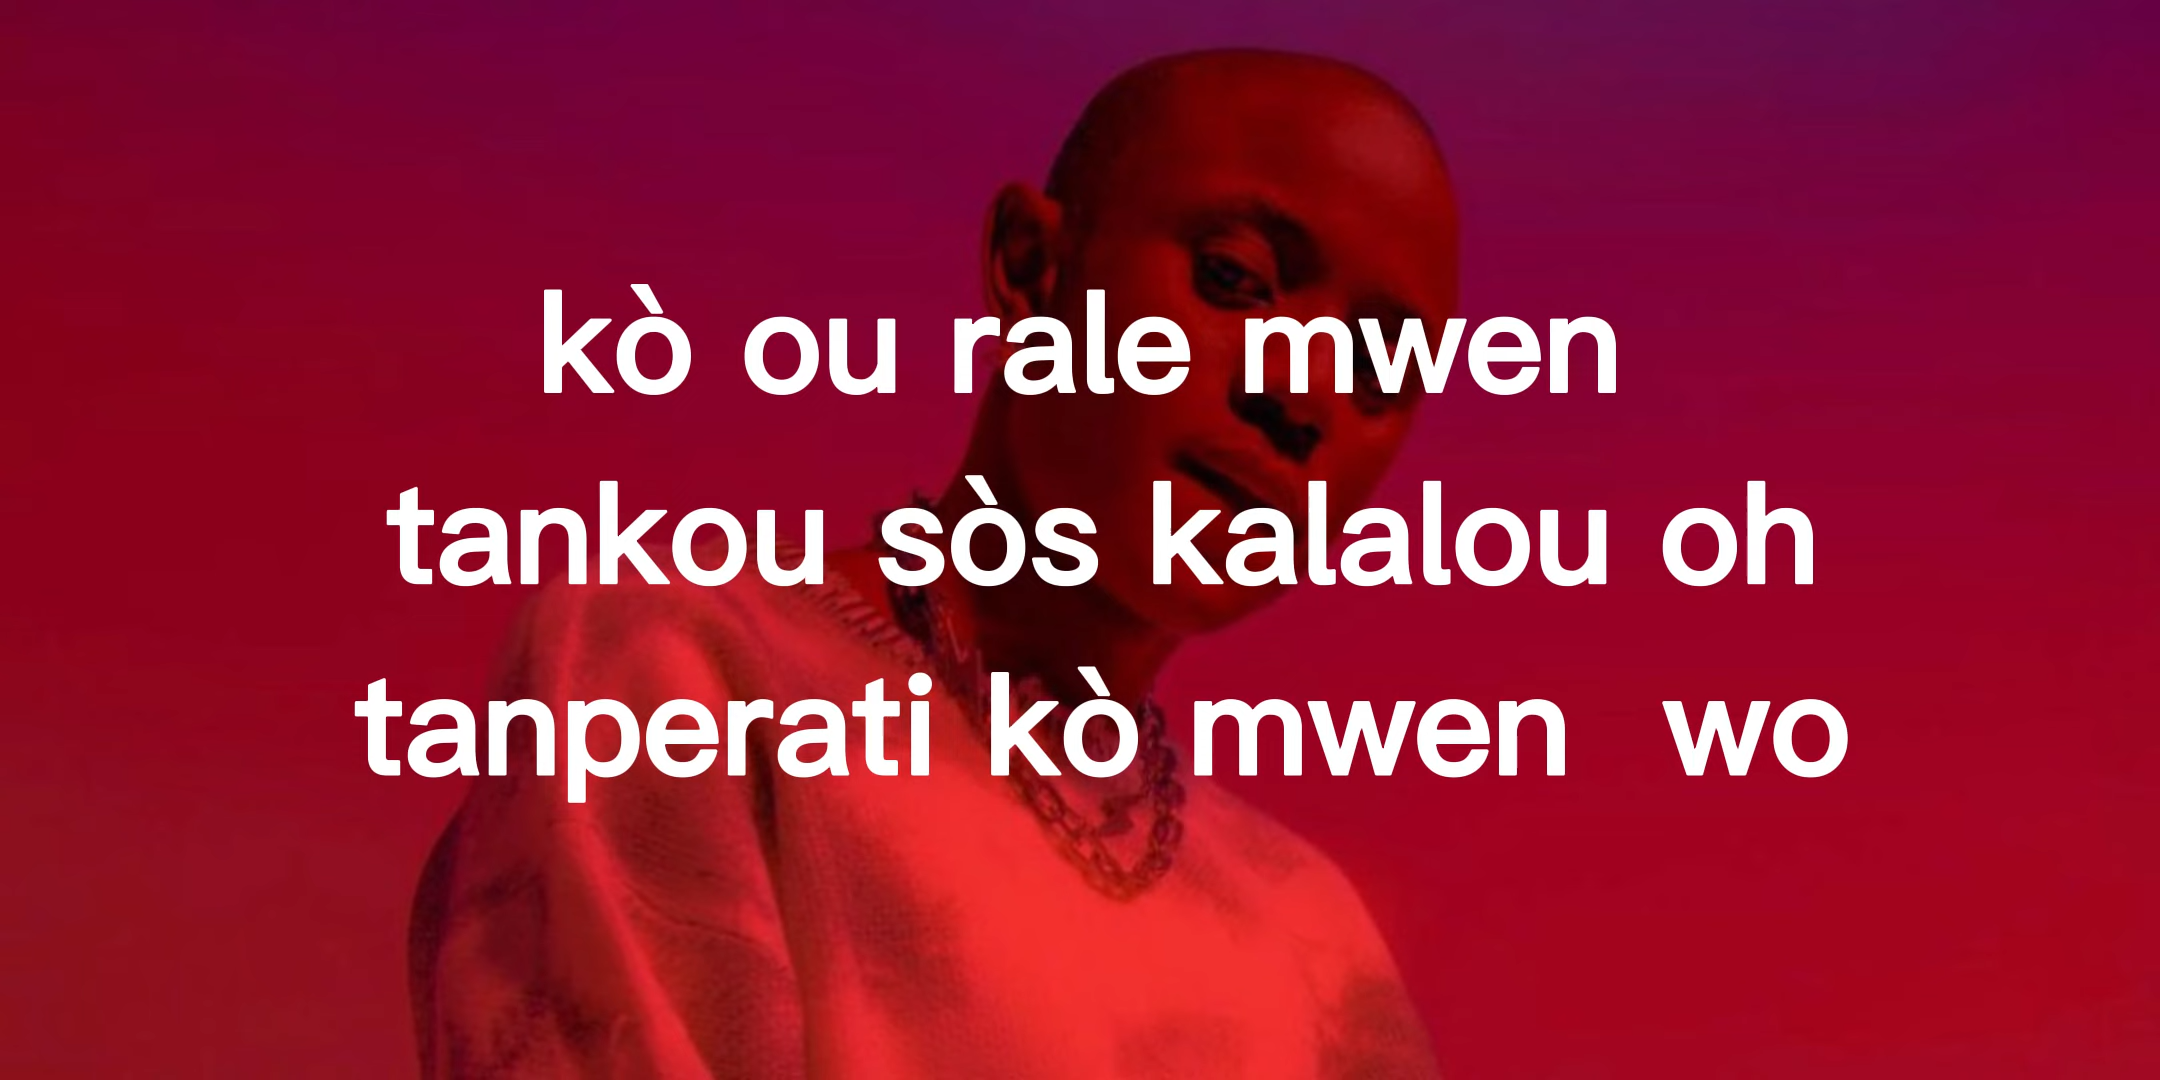 kò ou rale mwen
tankou sòs kalalou oh
tanperati kò mwen wo